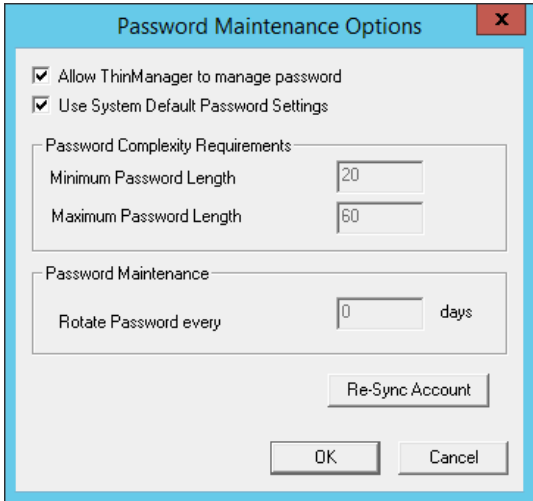 Password Maintenance Options
x
Allow ThinManager to manage password
Use System Default Password Settings
Password Complexity Requirements
Minimum Password Length 20
Maximum Password Length 60
Password Maintenance
Rotate Password every 0 days
Re-Sync Account
OK Cancel